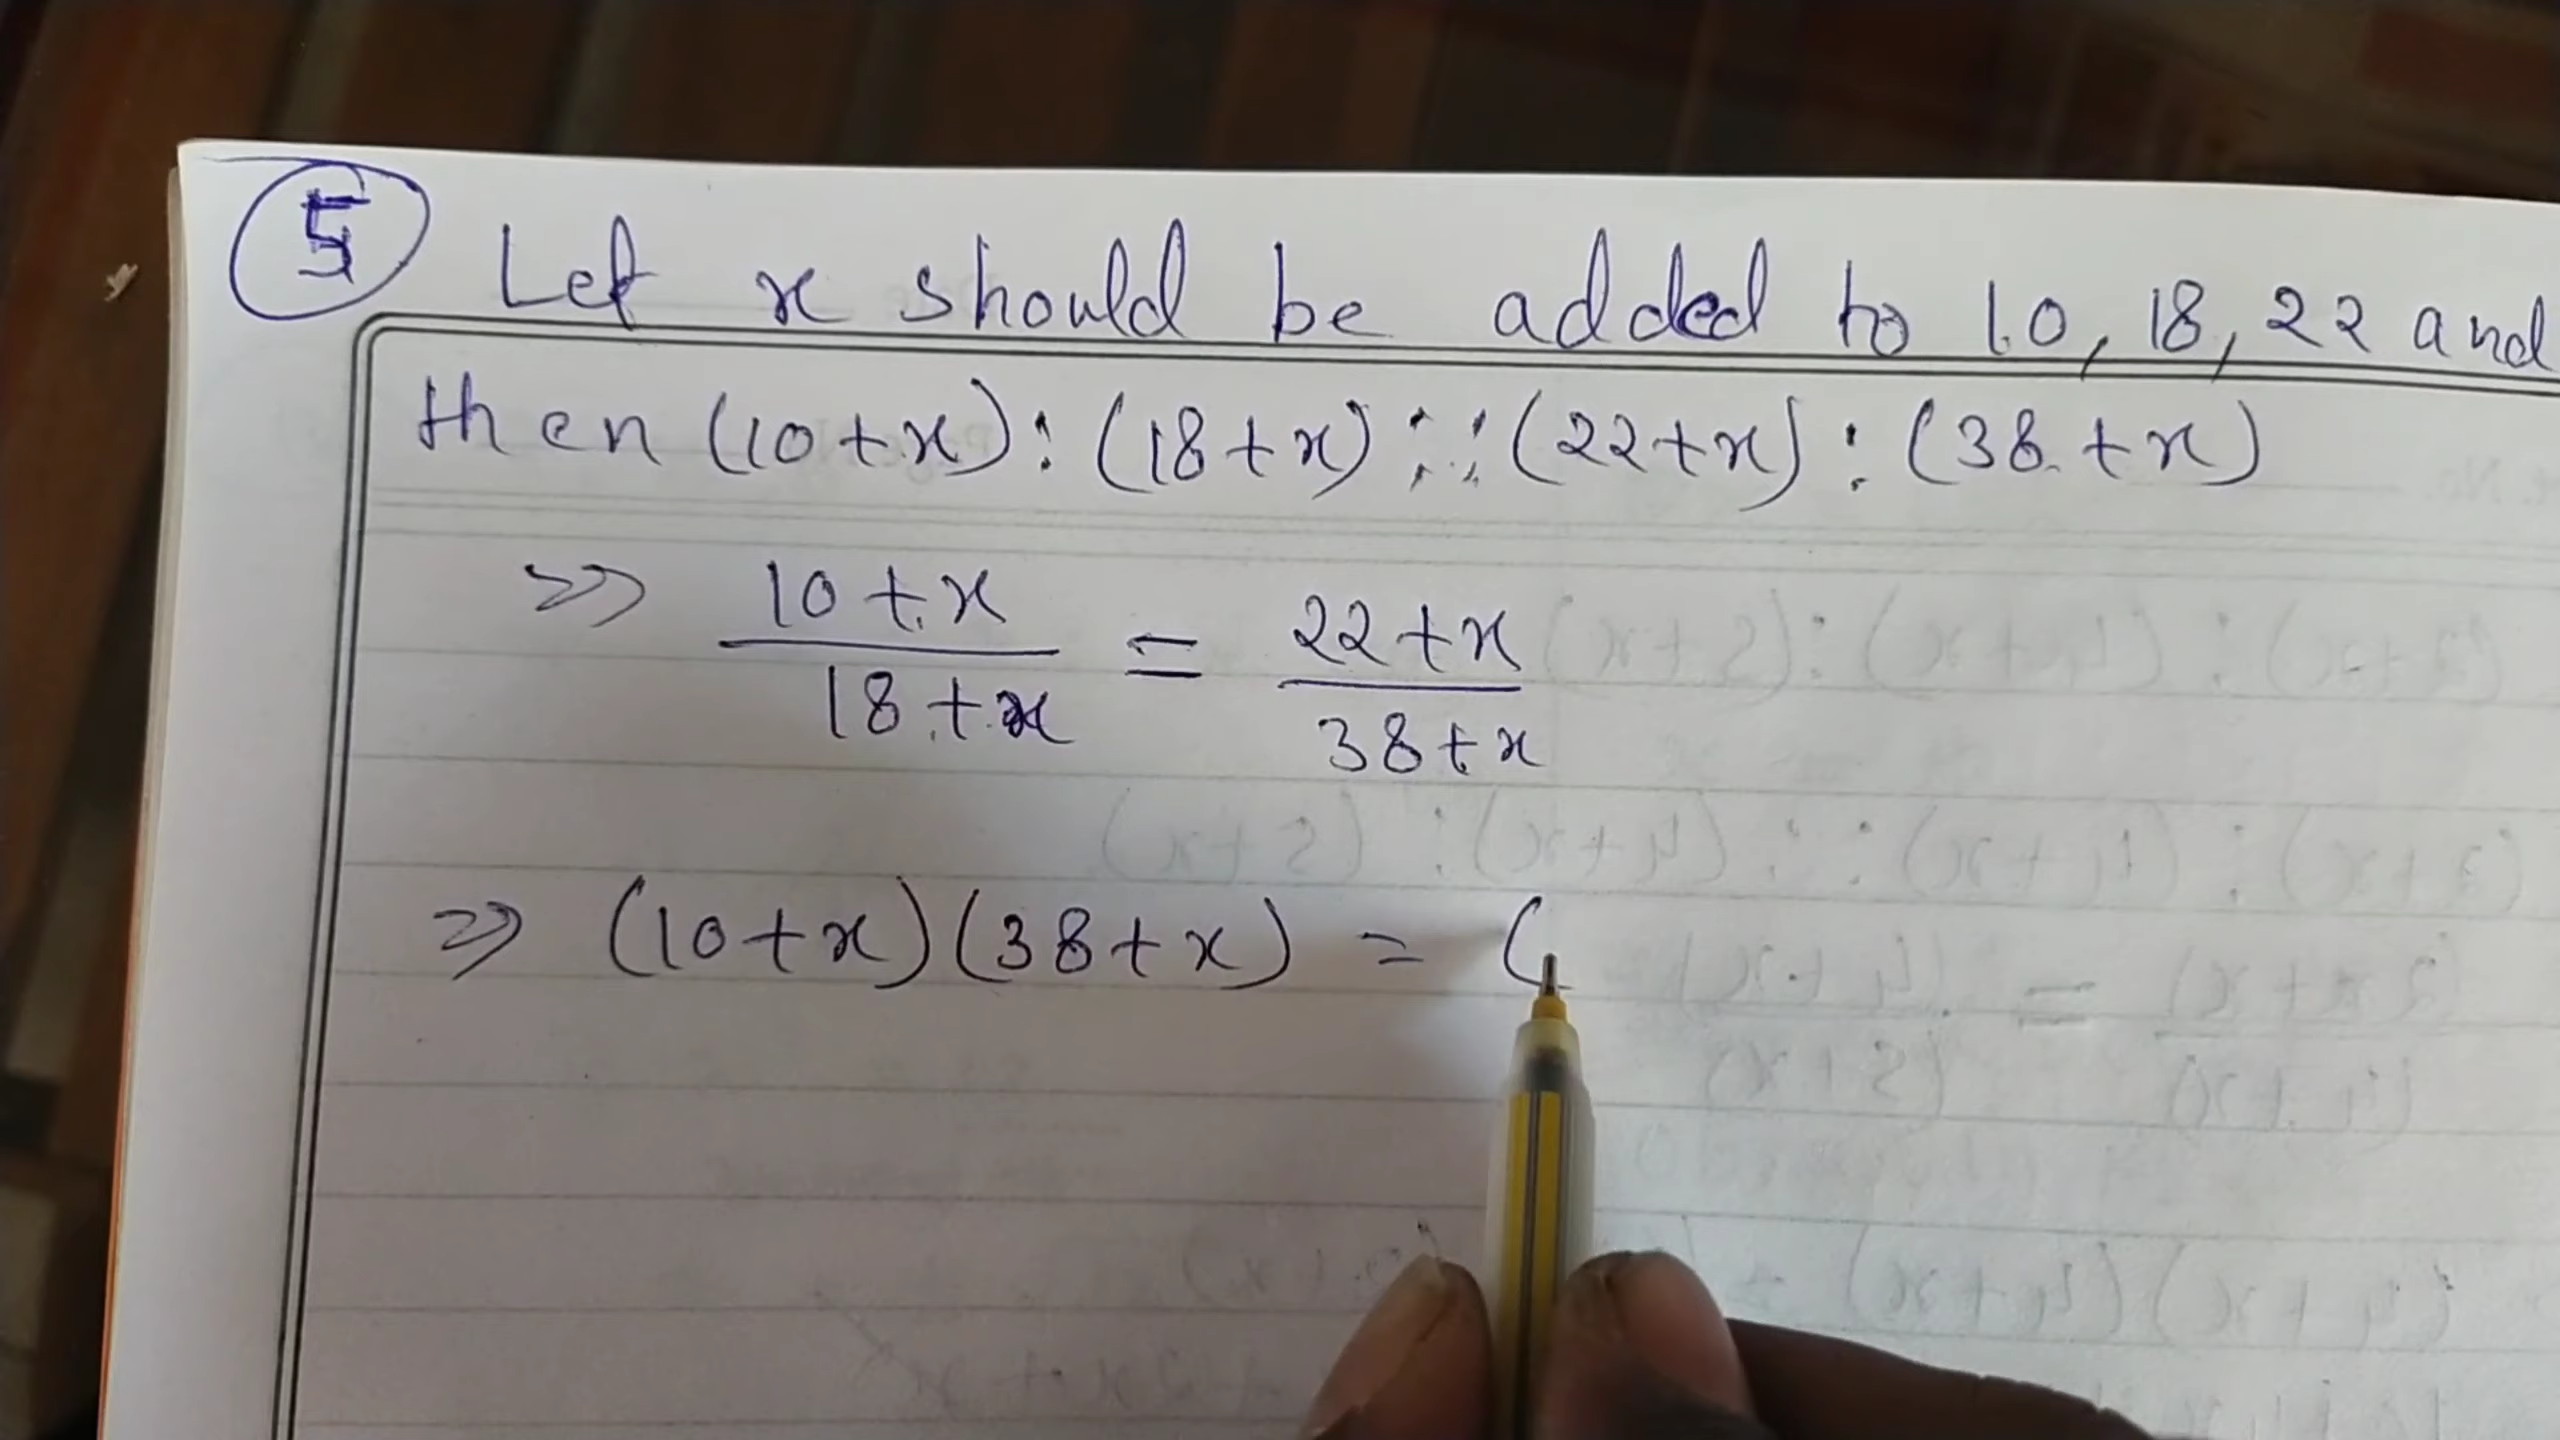 5 Let x should be added to 10, 18, 22 and
then (10+x) : (18+x) :: (22+x) : (38+x)
⇒ 10+x / 18+x = 22+x / 38+x
⇒ (10+x)(38+x) = (